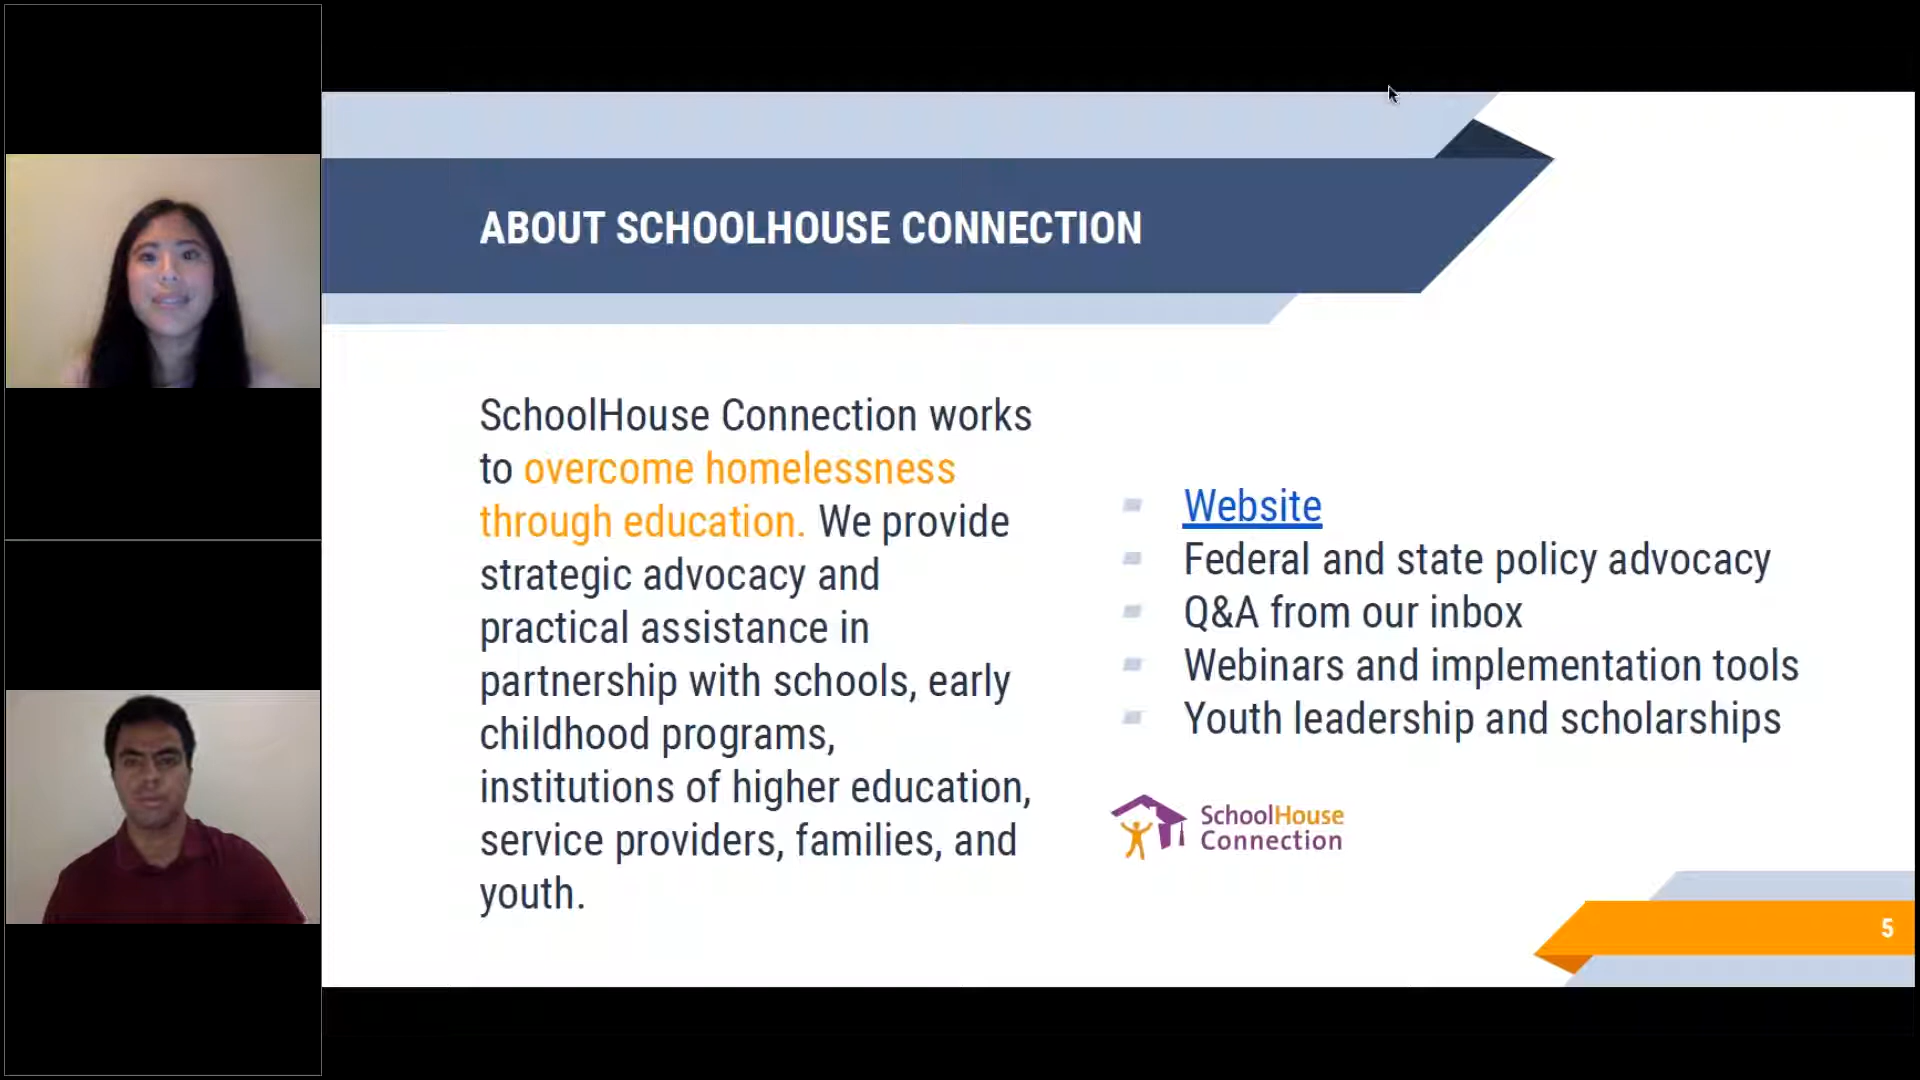 ABOUT SCHOOLHOUSE CONNECTION
SchoolHouse Connection works
to overcome homelessness
through education. We provide
strategic advocacy and
practical assistance in
partnership with schools, early
childhood programs,
institutions of higher education,
service providers, families, and
youth.
Website
Federal and state policy advocacy
Q&A from our inbox
Webinars and implementation tools
Youth leadership and scholarships
SchoolHouse
Connection
5